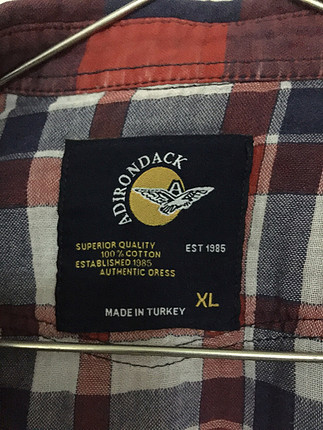 ADIRONDACK
SUPERIOR QUALITY
100% COTTON
ESTABLISHED 1985
AUTHENTIC DRESS
EST 1985
XL
MADE IN TURKEY